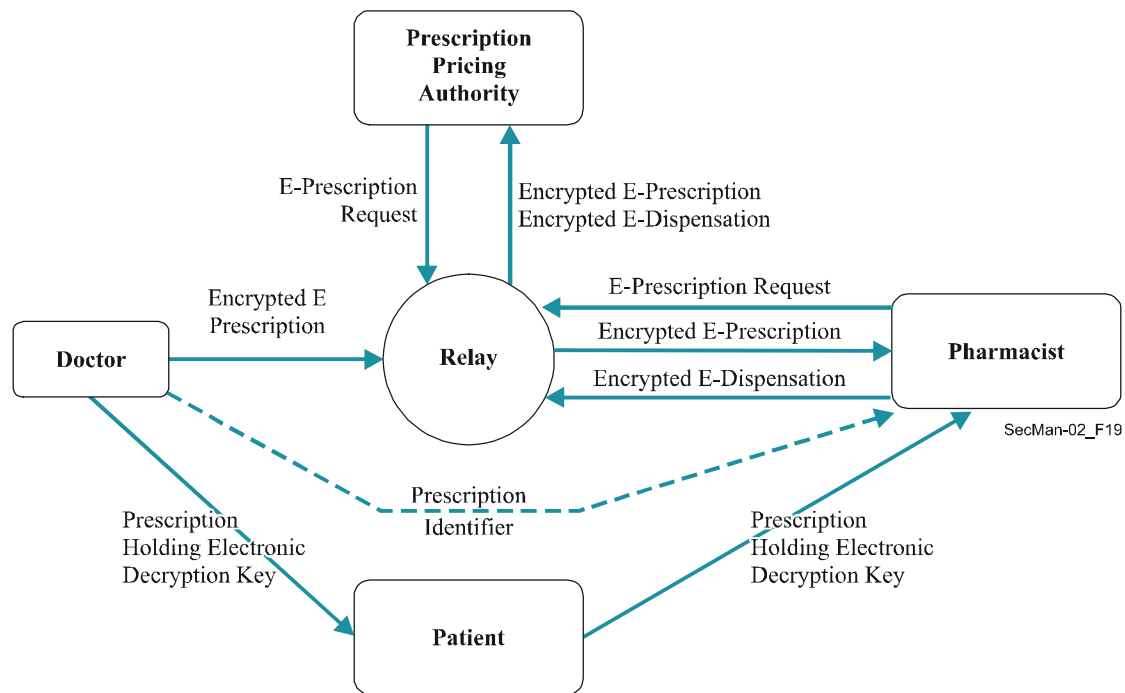 Prescription
Pricing
Authority
E-Prescription
Request
Encrypted E-Prescription
Encrypted E-Dispensation
Encrypted E
Prescription
E-Prescription Request
Encrypted E-Prescription
Encrypted E-Dispensation
Doctor
Relay
Pharmacist
SecMan-02_F19
Prescription
Identifier
Prescription
Holding Electronic
Decryption Key
Prescription
Holding Electronic
Decryption Key
Patient